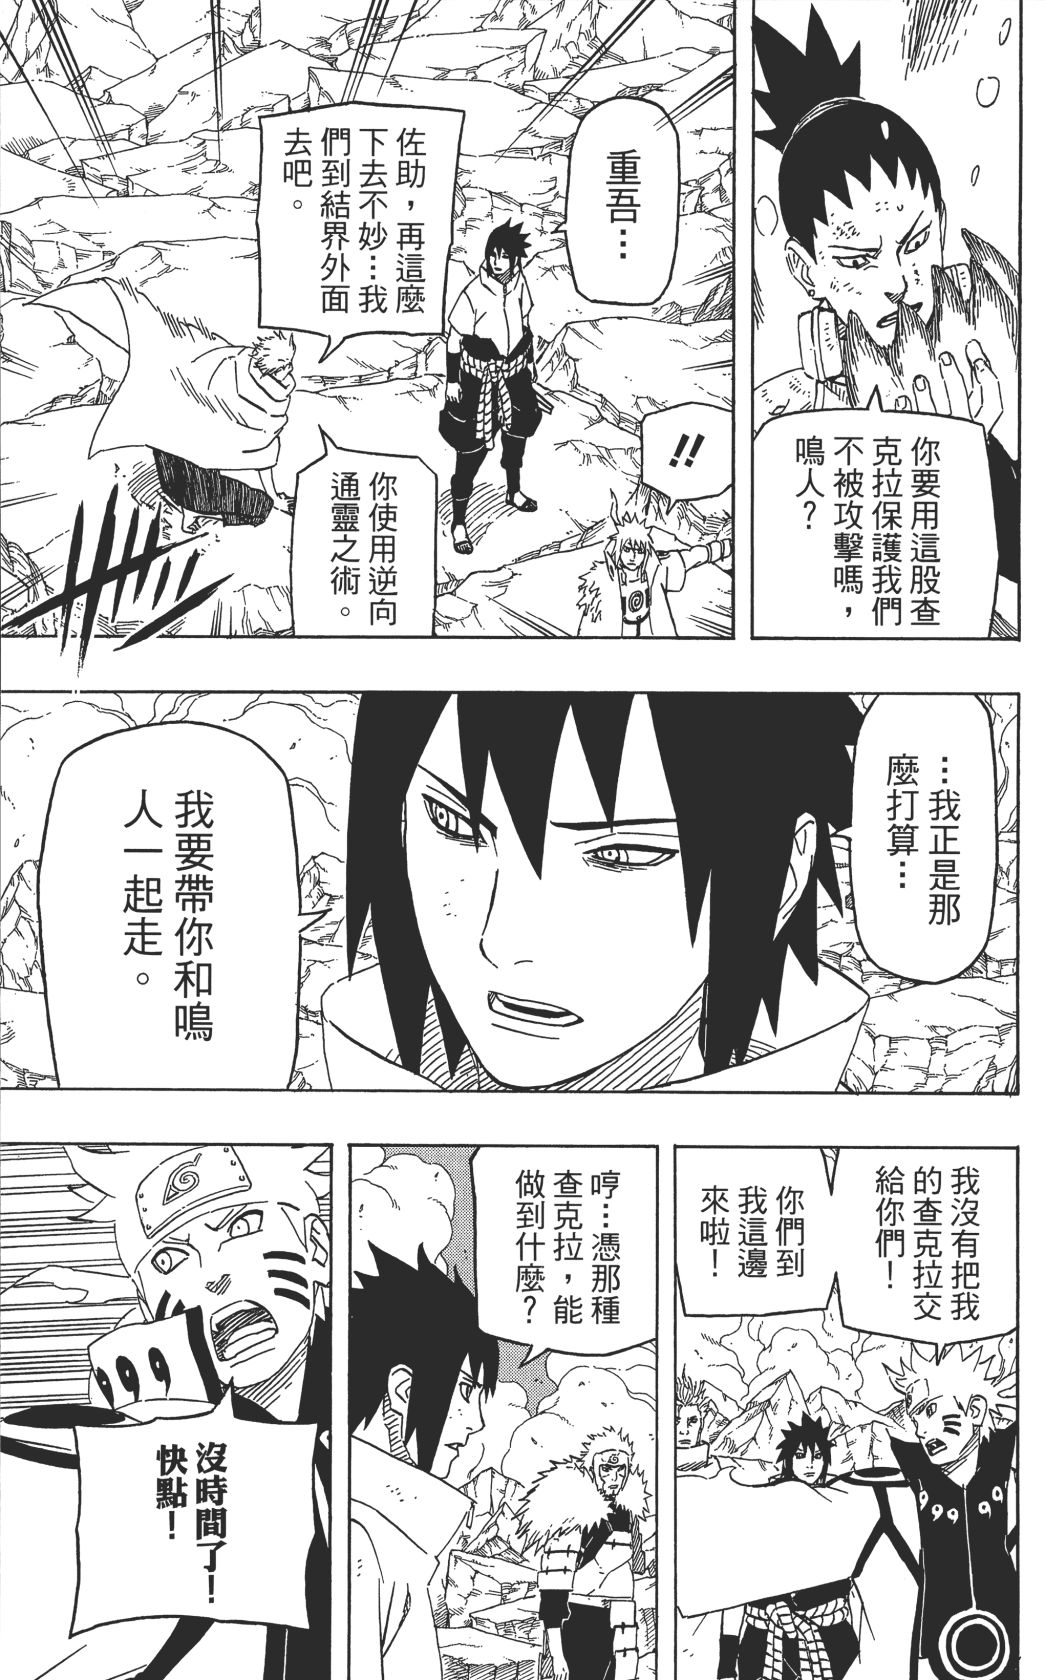 你要用這股查
克拉保護我們
不被攻擊嗎，
鳴人？
重吾…
!!
佐助，再這麼
下去不妙…我
們到結界外面
去吧。
你使用逆向
通靈之術。
…我正是那
麼打算…
我要帶你和鳴
人一起走。
我沒有把我
的查克拉交
給你們！
你們到
我這邊
來啦！
哼…憑那種
查克拉，能
做到什麼？
沒時間了！
快點！